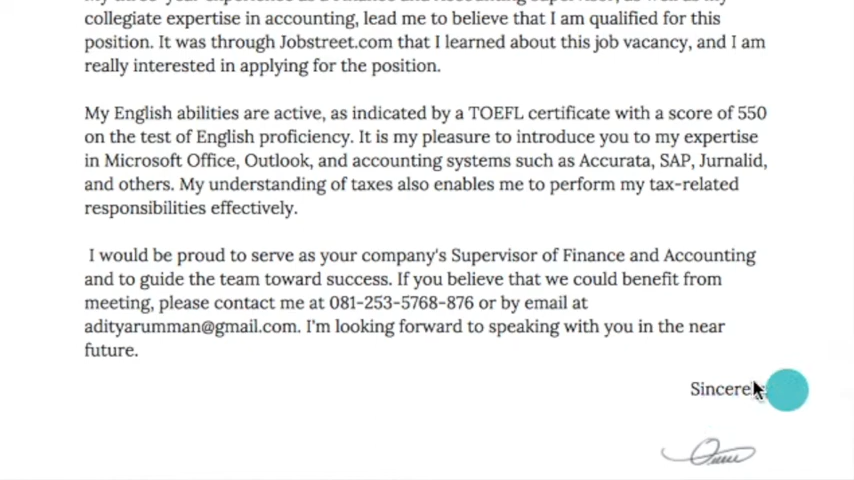 collegiate expertise in accounting, lead me to believe that I am qualified for this
position. It was through Jobstreet.com that I learned about this job vacancy, and I am
really interested in applying for the position.
My English abilities are active, as indicated by a TOEFL certificate with a score of 550
on the test of English proficiency. It is my pleasure to introduce you to my expertise
in Microsoft Office, Outlook, and accounting systems such as Accurata, SAP, Jurnalid,
and others. My understanding of taxes also enables me to perform my tax-related
responsibilities effectively.
I would be proud to serve as your company's Supervisor of Finance and Accounting
and to guide the team toward success. If you believe that we could benefit from
meeting, please contact me at 081-253-5768-876 or by email at
adityarumman@gmail.com. I'm looking forward to speaking with you in the near
future.